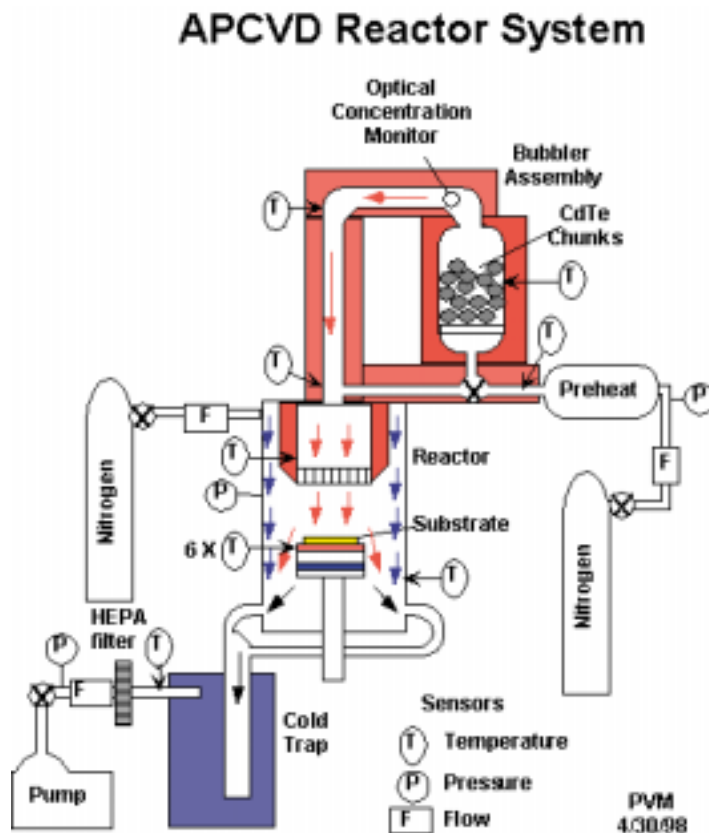 APCVD Reactor System
Optical
Concentration
Monitor
Bubbler
Assembly
CdTe
Chunks
T
T
T
T
Preheat
P
F
T
Reactor
F
P
Nitrogen
Substrate
6 X T
T
Nitrogen
HEPA
filter
P
T
F
Cold
Trap
Pump
Sensors
T Temperature
P Pressure
F Flow
PVM
4/30/98